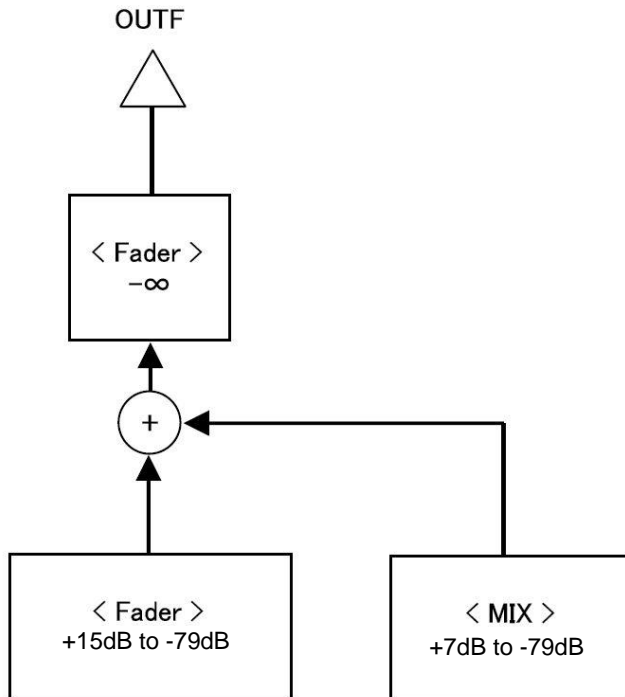 OUTF
< Fader >
-∞
+
< Fader >
+15dB to -79dB
< MIX >
+7dB to -79dB